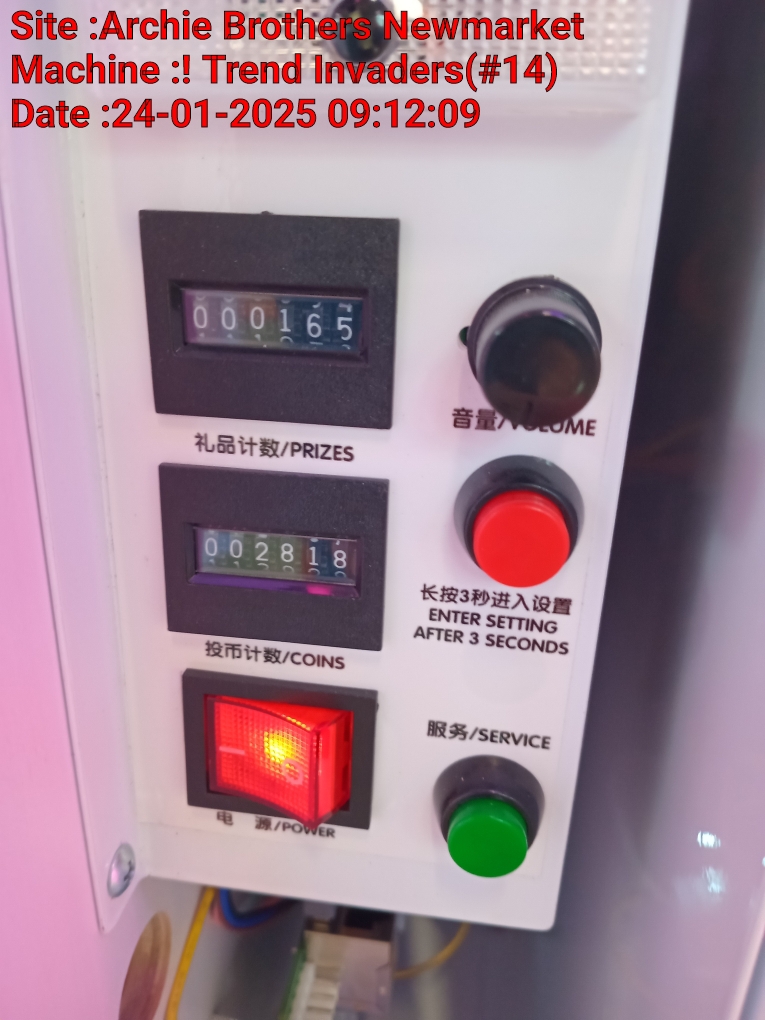 Site :Archie Brothers Newmarket
Machine :! Trend Invaders(#14)
Date :24-01-2025 09:12:09
000165
礼品计数/PRIZES
音量/VOLUME
002818
投币计数/COINS
长按3秒进入设置
ENTER SETTING
AFTER 3 SECONDS
服务/SERVICE
电 源/POWER